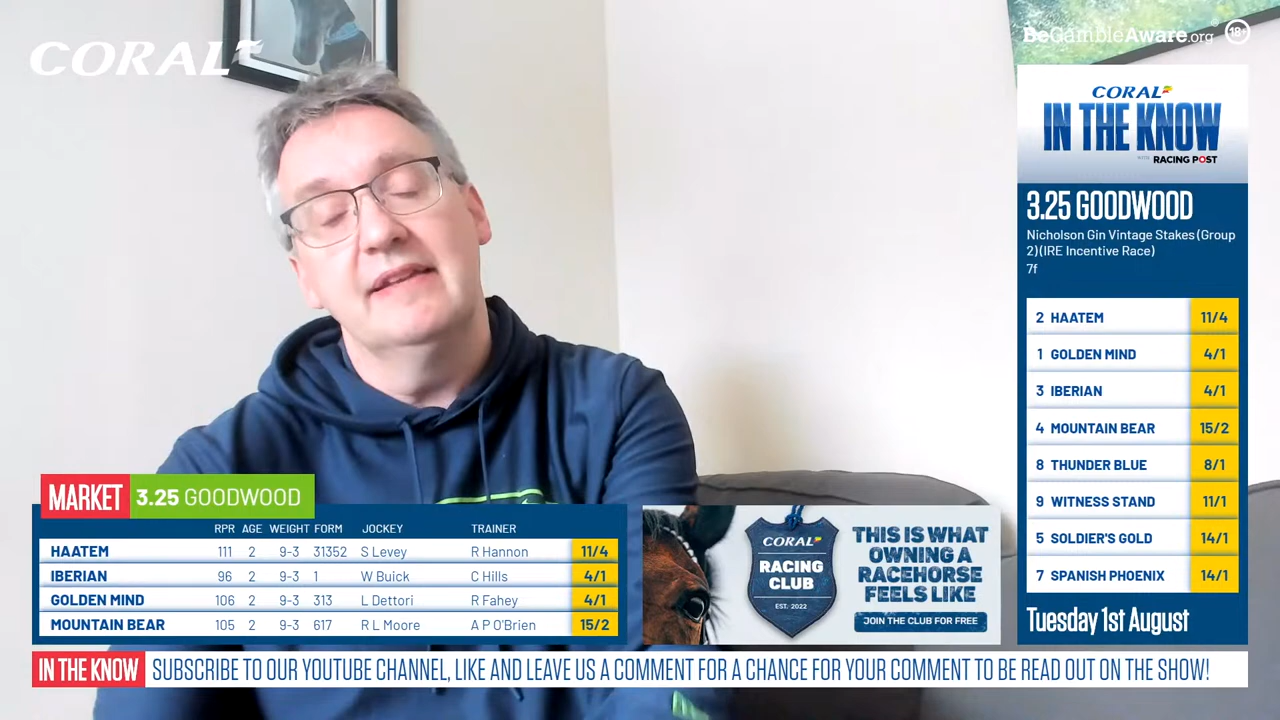 CORAL
BeGambleAware.org® 18+
CORAL
IN THE KNOW
WITH RACING POST
3.25 GOODWOOD
Nicholson Gin Vintage Stakes (Group
2) (IRE Incentive Race)
7f
2 HAATEM 11/4
1 GOLDEN MIND 4/1
3 IBERIAN 4/1
4 MOUNTAIN BEAR 15/2
8 THUNDER BLUE 8/1
9 WITNESS STAND 11/1
5 SOLDIER'S GOLD 14/1
7 SPANISH PHOENIX 14/1
Tuesday 1st August
MARKET 3.25 GOODWOOD
RPR AGE WEIGHT FORM JOCKEY TRAINER
HAATEM 111 2 9-3 31352 S Levey R Hannon 11/4
IBERIAN 96 2 9-3 1 W Buick C Hills 4/1
GOLDEN MIND 106 2 9-3 313 L Dettori R Fahey 4/1
MOUNTAIN BEAR 105 2 9-3 617 R L Moore A P O'Brien 15/2
CORAL
RACING
CLUB
EST. 2022
THIS IS WHAT
OWNING A
RACEHORSE
FEELS LIKE
JOIN THE CLUB FOR FREE
IN THE KNOW SUBSCRIBE TO OUR YOUTUBE CHANNEL, LIKE AND LEAVE US A COMMENT FOR A CHANCE FOR YOUR COMMENT TO BE READ OUT ON THE SHOW!